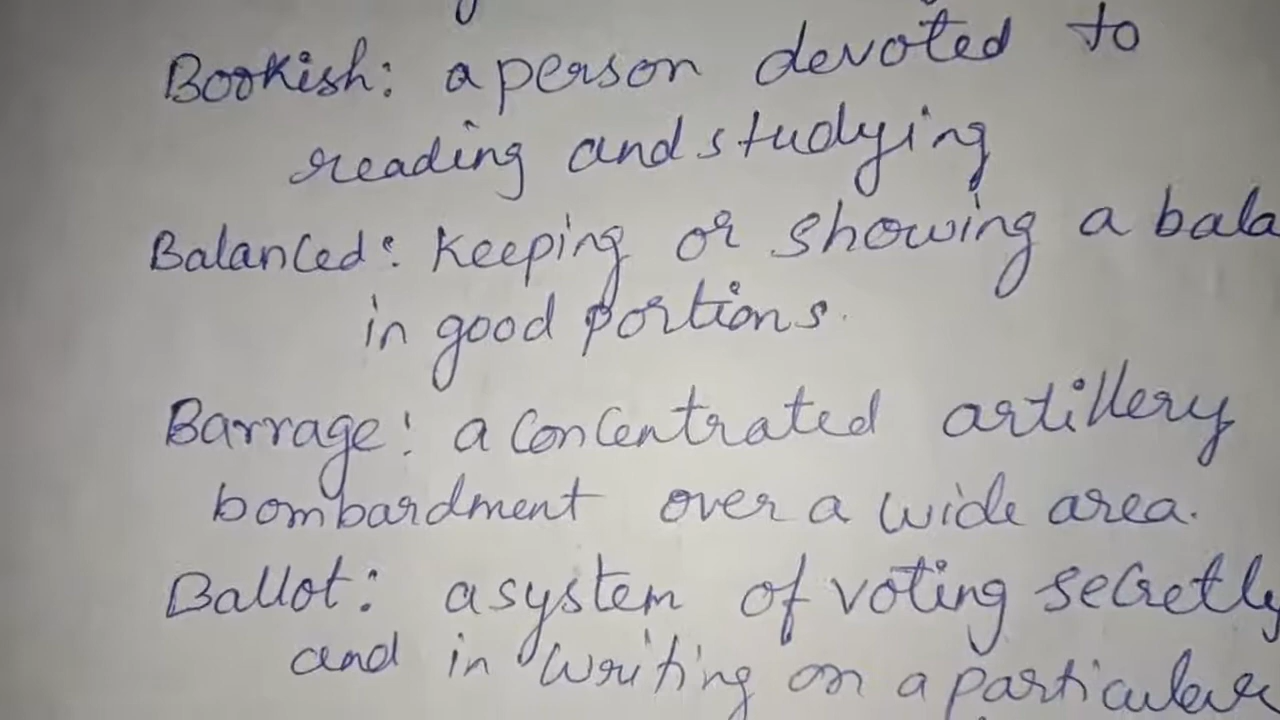 Bookish: a person devoted to
reading and studying
Balanced: Keeping or showing a bala
in good portions.
Barrage: a concentrated artillery
bombardment over a wide area.
Ballot: a system of voting secretly
and in writing on a particular